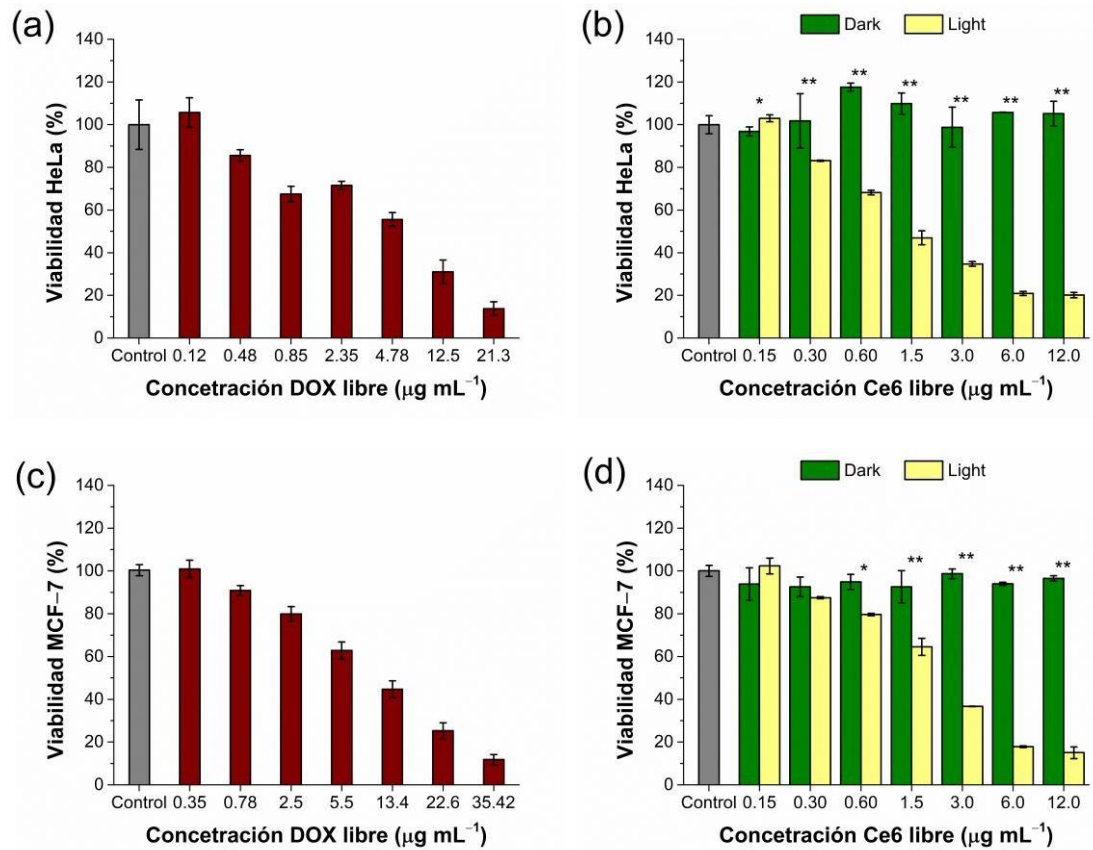 (a)
140
120
100
80
60
40
20
0
Viabilidad HeLa (%)
Control 0.12 0.48 0.85 2.35 4.78 12.5 21.3
Concetración DOX libre (μg mL⁻¹)
(b)
Dark Light
140
120
100
80
60
40
20
0
Viabilidad HeLa (%)
* ** ** ** ** ** **
Control 0.15 0.30 0.60 1.5 3.0 6.0 12.0
Concetración Ce6 libre (μg mL⁻¹)
(c)
140
120
100
80
60
40
20
0
Viabilidad MCF−7 (%)
Control 0.35 0.78 2.5 5.5 13.4 22.6 35.42
Concetración DOX libre (μg mL⁻¹)
(d)
Dark Light
140
120
100
80
60
40
20
0
Viabilidad MCF−7 (%)
* ** ** ** **
Control 0.15 0.30 0.60 1.5 3.0 6.0 12.0
Concetración Ce6 libre (μg mL⁻¹)